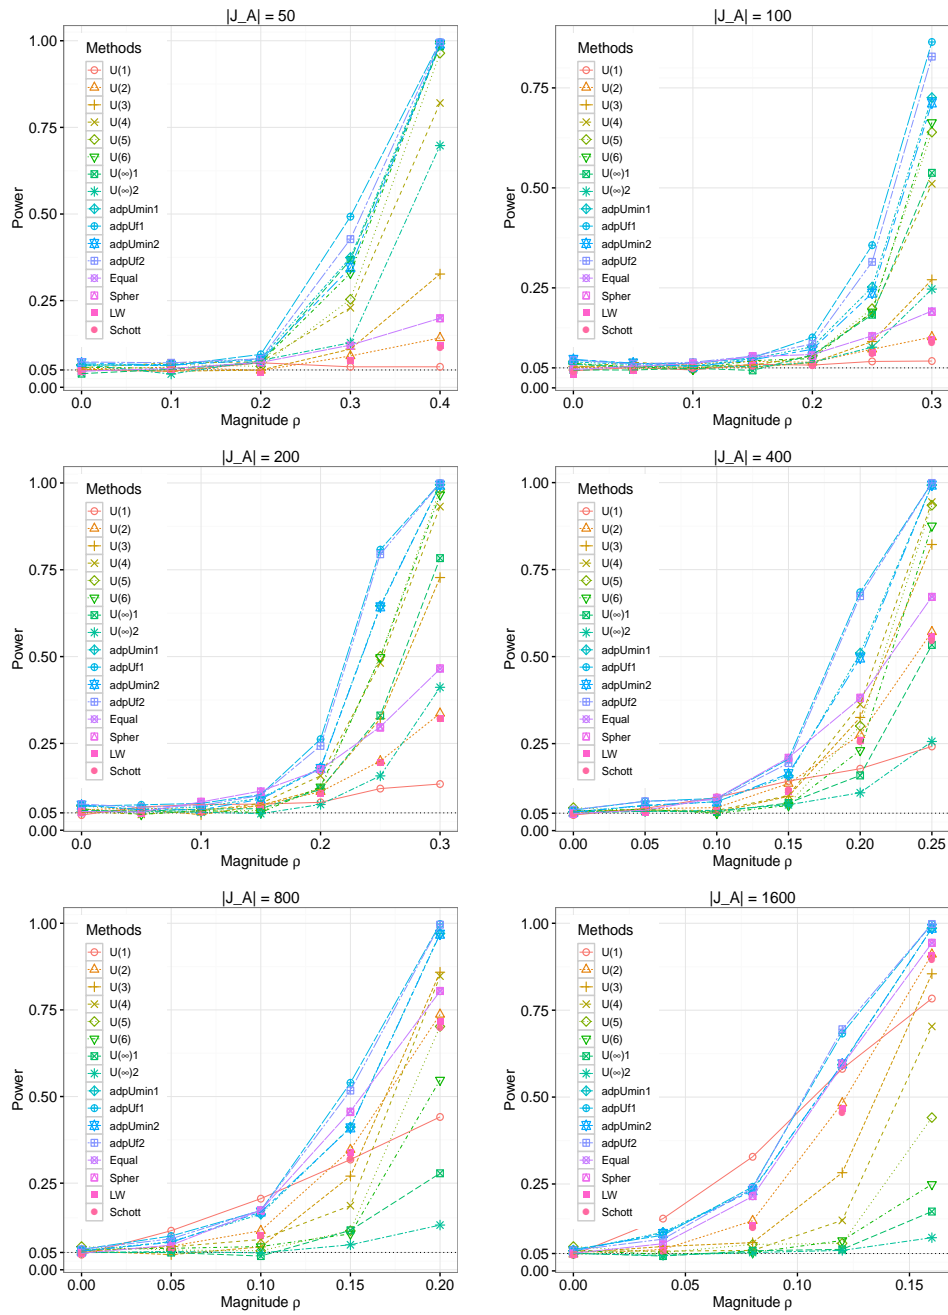 |J_A| = 50
Methods
U(1)
U(2)
U(3)
U(4)
U(5)
U(6)
U(∞)1
U(∞)2
adpUmin1
adpUf1
adpUmin2
adpUf2
Equal
Spher
LW
Schott
Power
1.00
0.75
0.50
0.25
0.05
0.00
0.0 0.1 0.2 0.3 0.4
Magnitude ρ
|J_A| = 100
Methods
U(1)
U(2)
U(3)
U(4)
U(5)
U(6)
U(∞)1
U(∞)2
adpUmin1
adpUf1
adpUmin2
adpUf2
Equal
Spher
LW
Schott
Power
0.75
0.50
0.25
0.05
0.00
0.0 0.1 0.2 0.3
Magnitude ρ
|J_A| = 200
Methods
U(1)
U(2)
U(3)
U(4)
U(5)
U(6)
U(∞)1
U(∞)2
adpUmin1
adpUf1
adpUmin2
adpUf2
Equal
Spher
LW
Schott
Power
1.00
0.75
0.50
0.25
0.05
0.00
0.0 0.1 0.2 0.3
Magnitude ρ
|J_A| = 400
Methods
U(1)
U(2)
U(3)
U(4)
U(5)
U(6)
U(∞)1
U(∞)2
adpUmin1
adpUf1
adpUmin2
adpUf2
Equal
Spher
LW
Schott
Power
1.00
0.75
0.50
0.25
0.05
0.00
0.00 0.05 0.10 0.15 0.20 0.25
Magnitude ρ
|J_A| = 800
Methods
U(1)
U(2)
U(3)
U(4)
U(5)
U(6)
U(∞)1
U(∞)2
adpUmin1
adpUf1
adpUmin2
adpUf2
Equal
Spher
LW
Schott
Power
1.00
0.75
0.50
0.25
0.05
0.00
0.00 0.05 0.10 0.15 0.20
Magnitude ρ
|J_A| = 1600
Methods
U(1)
U(2)
U(3)
U(4)
U(5)
U(6)
U(∞)1
U(∞)2
adpUmin1
adpUf1
adpUmin2
adpUf2
Equal
Spher
LW
Schott
Power
1.00
0.75
0.50
0.25
0.05
0.00
0.00 0.05 0.10 0.15
Magnitude ρ